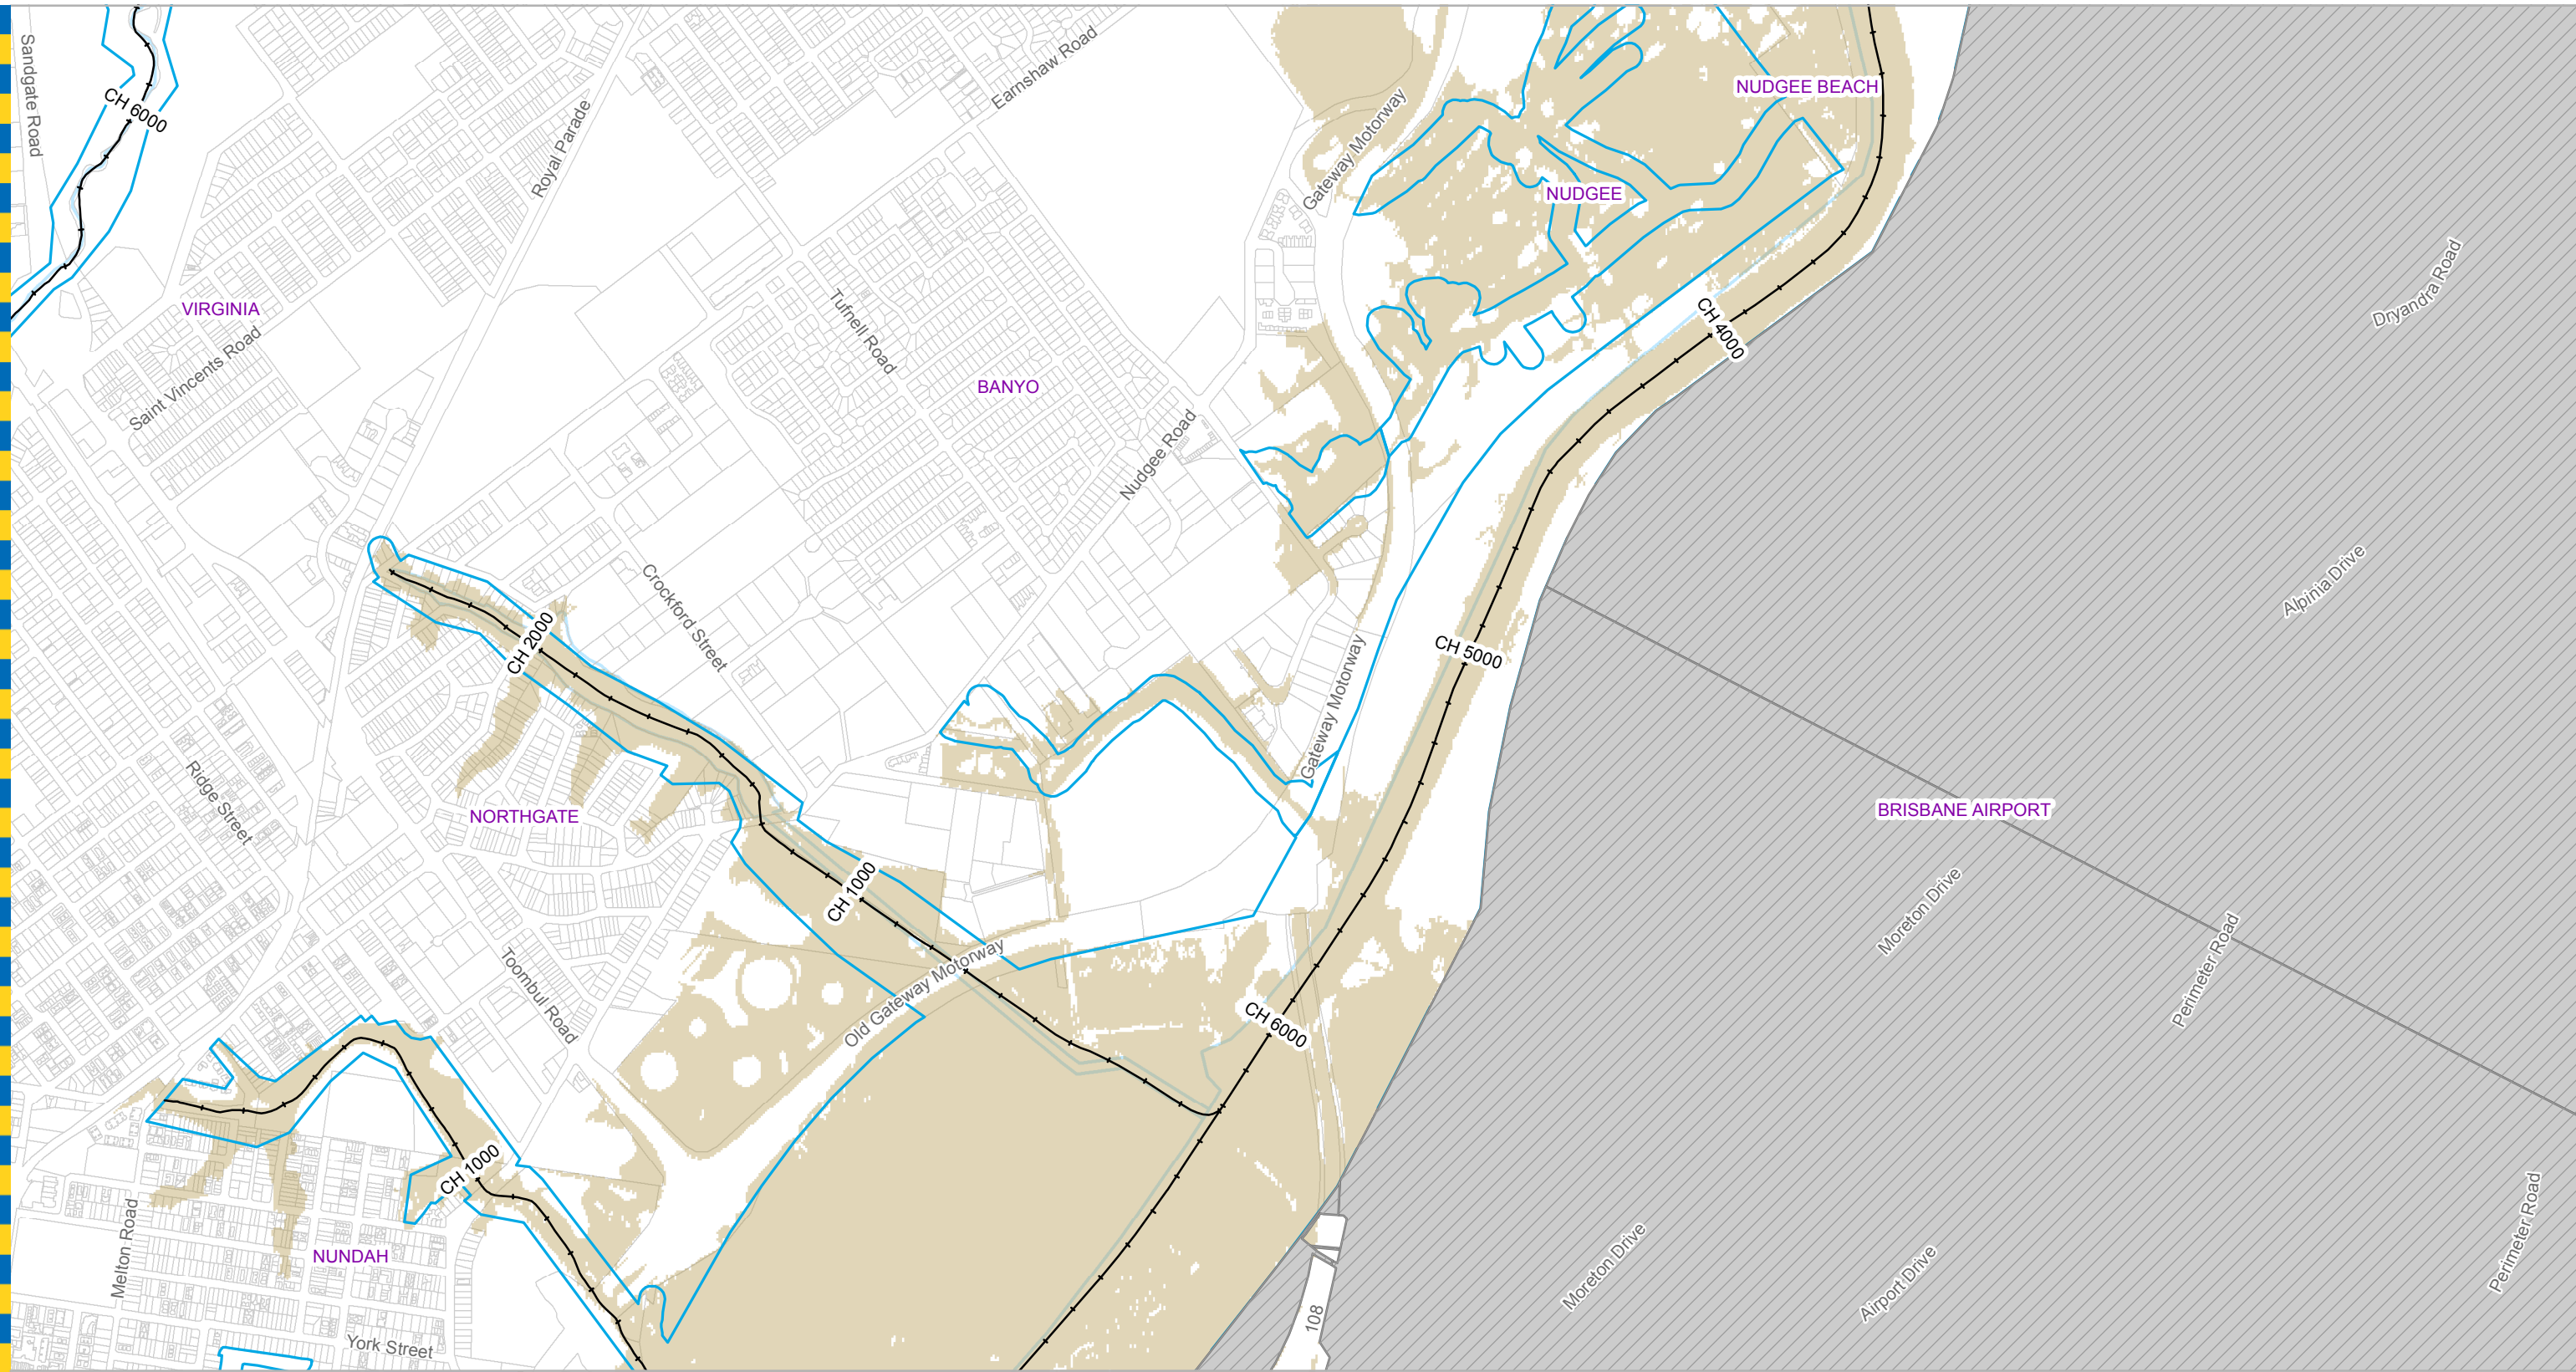 Sandgate Road
CH 6000
Royal Parade
Earnshaw Road
Gateway Motorway
NUDGEE BEACH
NUDGEE
VIRGINIA
Saint Vincents Road
Tufnell Road
BANYO
Nudgee Road
CH 4000
Dryandra Road
Alpinia Drive
Crockford Street
CH 2000
CH 5000
Gateway Motorway
Ridge Street
NORTHGATE
BRISBANE AIRPORT
CH 1000
Moreton Drive
Perimeter Road
Toombul Road
Old Gateway Motorway
CH 6000
CH 1000
Melton Road
NUNDAH
York Street
108
Moreton Drive
Airport Drive
Perimeter Road